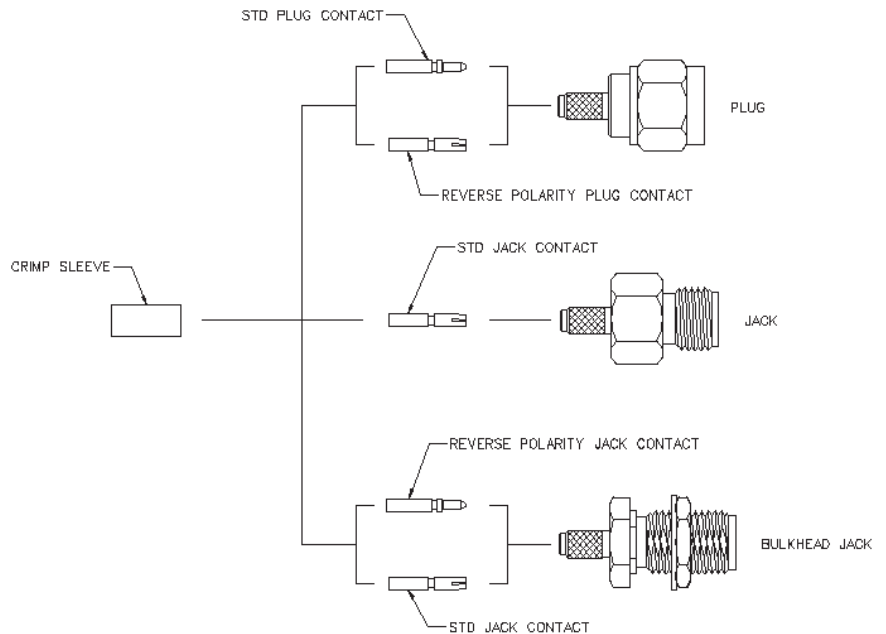 STD PLUG CONTACT
PLUG
REVERSE POLARITY PLUG CONTACT
STD JACK CONTACT
CRIMP SLEEVE
JACK
REVERSE POLARITY JACK CONTACT
BULKHEAD JACK
STD JACK CONTACT